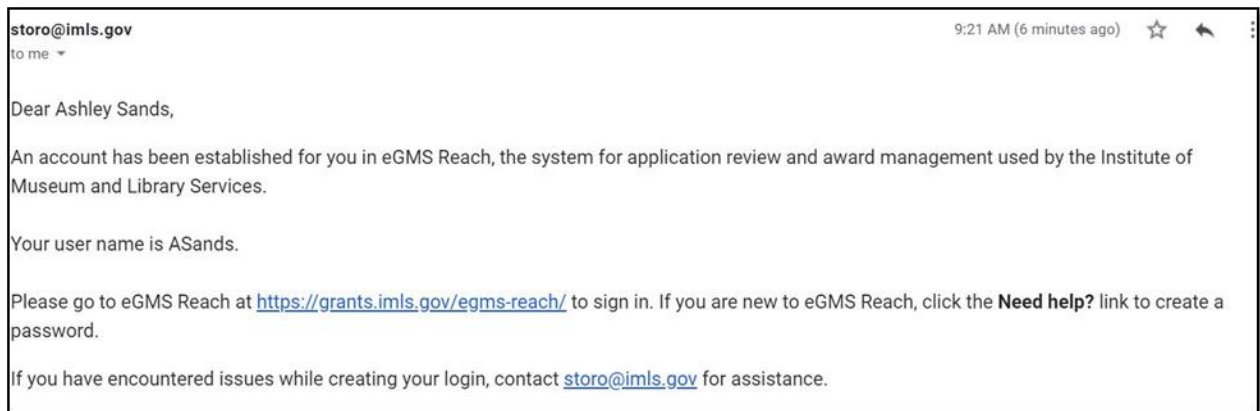 storo@imls.gov
9:21 AM (6 minutes ago)
to me
Dear Ashley Sands,
An account has been established for you in eGMS Reach, the system for application review and award management used by the Institute of
Museum and Library Services.
Your user name is ASands.
Please go to eGMS Reach at https://grants.imls.gov/egms-reach/ to sign in. If you are new to eGMS Reach, click the Need help? link to create a
password.
If you have encountered issues while creating your login, contact storo@imls.gov for assistance.